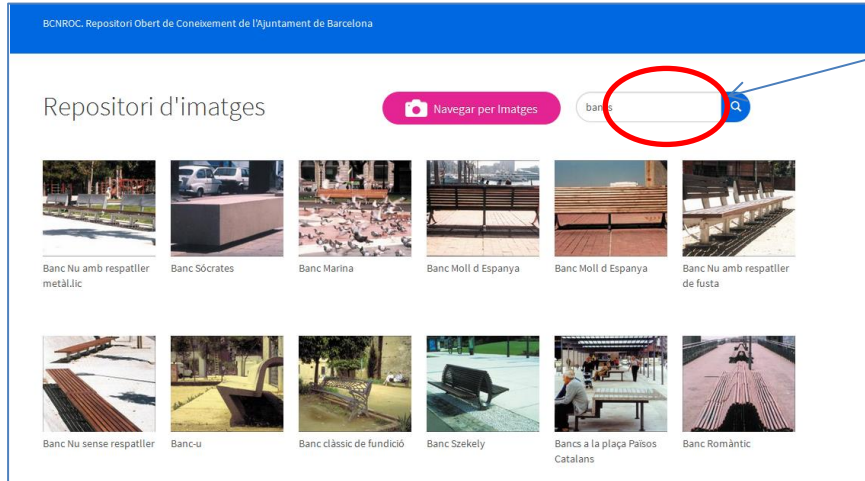 BCNROC. Repositori Obert de Coneixement de l'Ajuntament de Barcelona
Repositori d'imatges
Navegar per Imatges
bancs
Banc Nu amb respatller
metàl.lic
Banc Sócrates
Banc Marina
Banc Moll d Espanya
Banc Moll d Espanya
Banc Nu amb respatller
de fusta
Banc Nu sense respatller
Banc-u
Banc clàssic de fundició
Banc Szekely
Bancs a la plaça Països
Catalans
Banc Romàntic